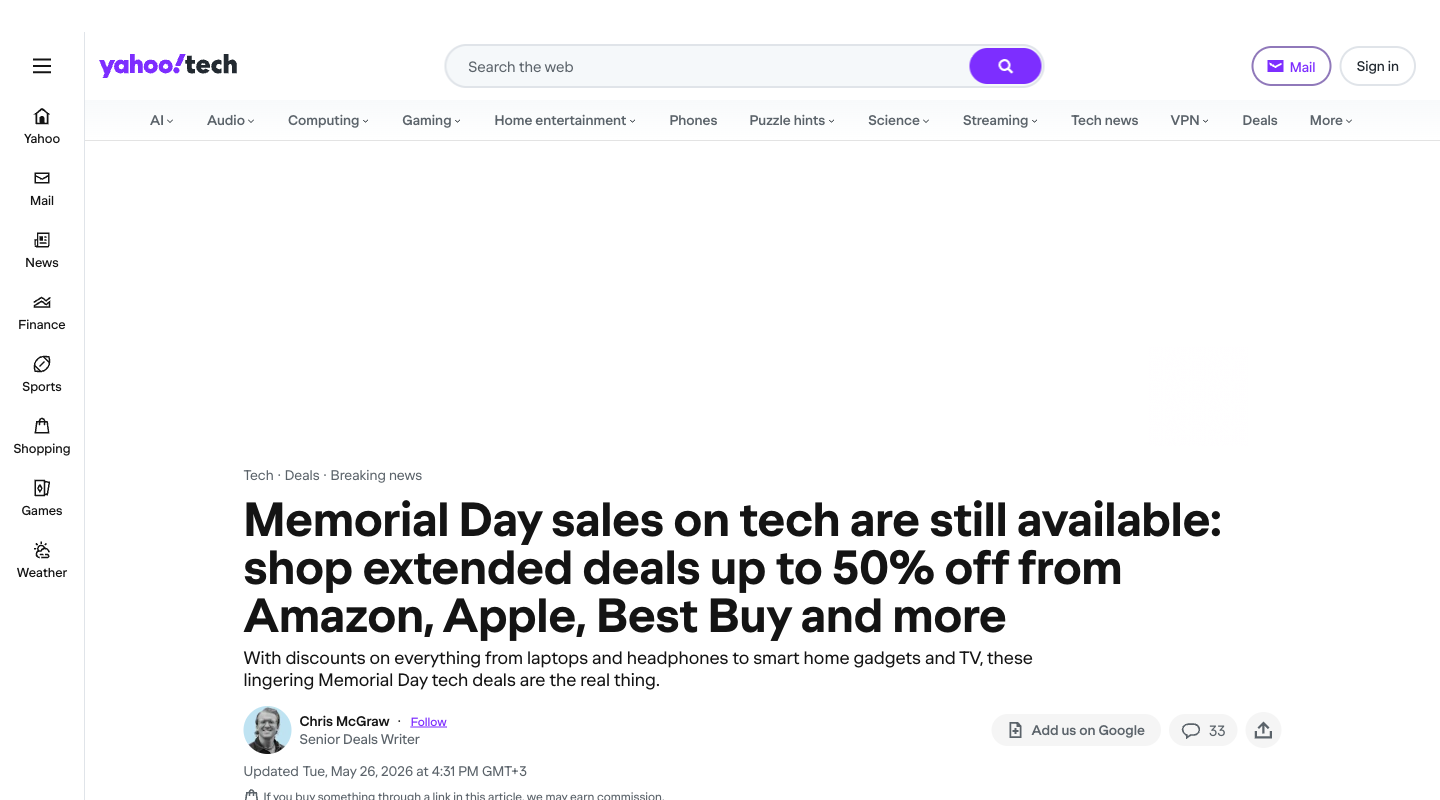 yahoo!tech
Search the web
Mail
Sign in
AI
Audio
Computing
Gaming
Home entertainment
Phones
Puzzle hints
Science
Streaming
Tech news
VPN
Deals
More
Yahoo
Mail
News
Finance
Sports
Shopping
Games
Weather
Tech · Deals · Breaking news
Memorial Day sales on tech are still available:
shop extended deals up to 50% off from
Amazon, Apple, Best Buy and more
With discounts on everything from laptops and headphones to smart home gadgets and TV, these
lingering Memorial Day tech deals are the real thing.
Chris McGraw · Follow
Senior Deals Writer
Add us on Google
33
Updated Tue, May 26, 2026 at 4:31 PM GMT+3
If you buy something through a link in this article, we may earn commission.